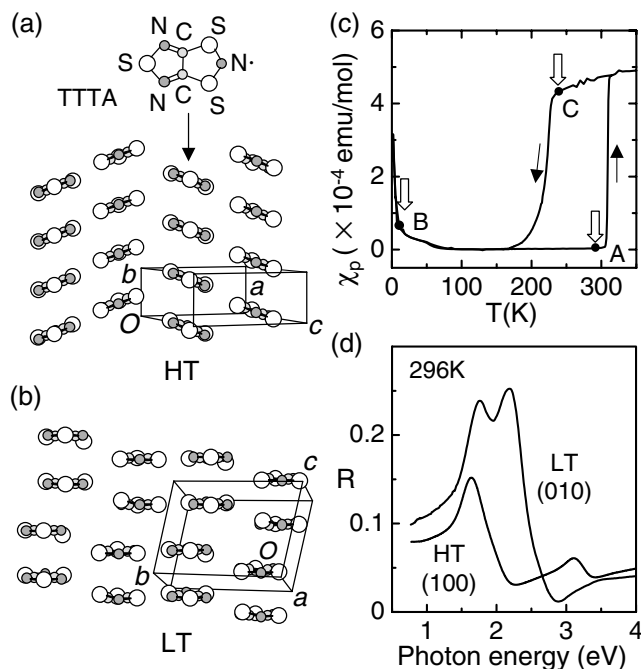 (a)
N C S
S N·
N C S
TTTA
b
a
O
c
HT
(b)
c
O
b
a
LT
(c)
6
4
2
0
χp ( × 10-4 emu/mol)
C
B
A
0 100 200 300
T(K)
(d)
296K
0.2
0.1
0
R
LT
(010)
HT
(100)
1 2 3 4
Photon energy (eV)